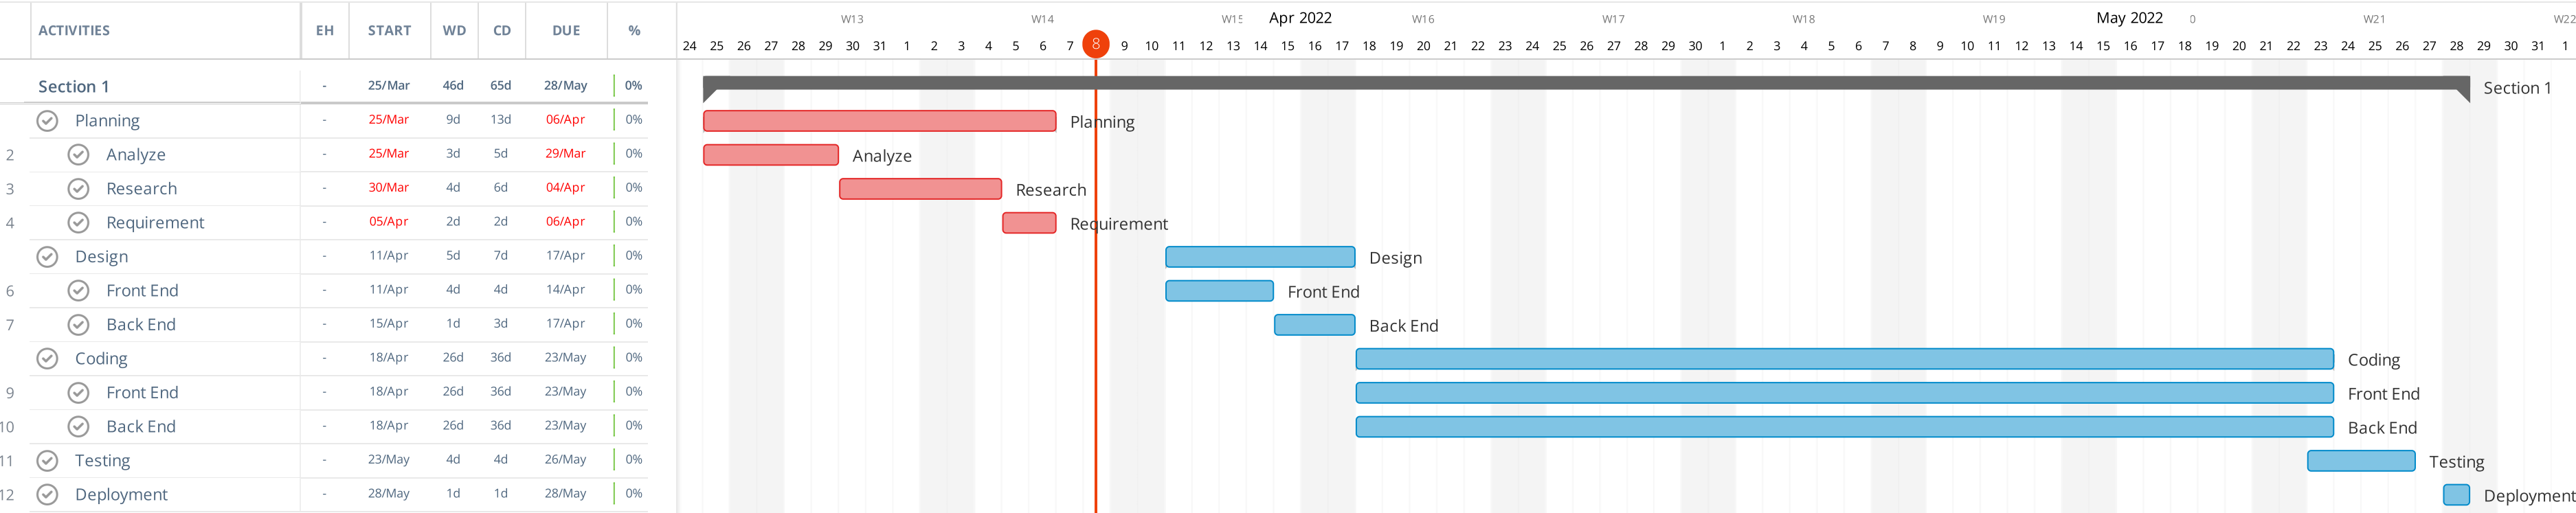 ACTIVITIES EH START WD CD DUE %
W13 W14 W15 Apr 2022 W16 W17 W18 W19 May 2022 0 W21 W22
24 25 26 27 28 29 30 31 1 2 3 4 5 6 7 8 9 10 11 12 13 14 15 16 17 18 19 20 21 22 23 24 25 26 27 28 29 30 1 2 3 4 5 6 7 8 9 10 11 12 13 14 15 16 17 18 19 20 21 22 23 24 25 26 27 28 29 30 31 1
Section 1 - 25/Mar 46d 65d 28/May 0% Section 1
Planning - 25/Mar 9d 13d 06/Apr 0% Planning
2 Analyze - 25/Mar 3d 5d 29/Mar 0% Analyze
3 Research - 30/Mar 4d 6d 04/Apr 0% Research
4 Requirement - 05/Apr 2d 2d 06/Apr 0% Requirement
Design - 11/Apr 5d 7d 17/Apr 0% Design
6 Front End - 11/Apr 4d 4d 14/Apr 0% Front End
7 Back End - 15/Apr 1d 3d 17/Apr 0% Back End
Coding - 18/Apr 26d 36d 23/May 0% Coding
9 Front End - 18/Apr 26d 36d 23/May 0% Front End
10 Back End - 18/Apr 26d 36d 23/May 0% Back End
11 Testing - 23/May 4d 4d 26/May 0% Testing
12 Deployment - 28/May 1d 1d 28/May 0% Deployment